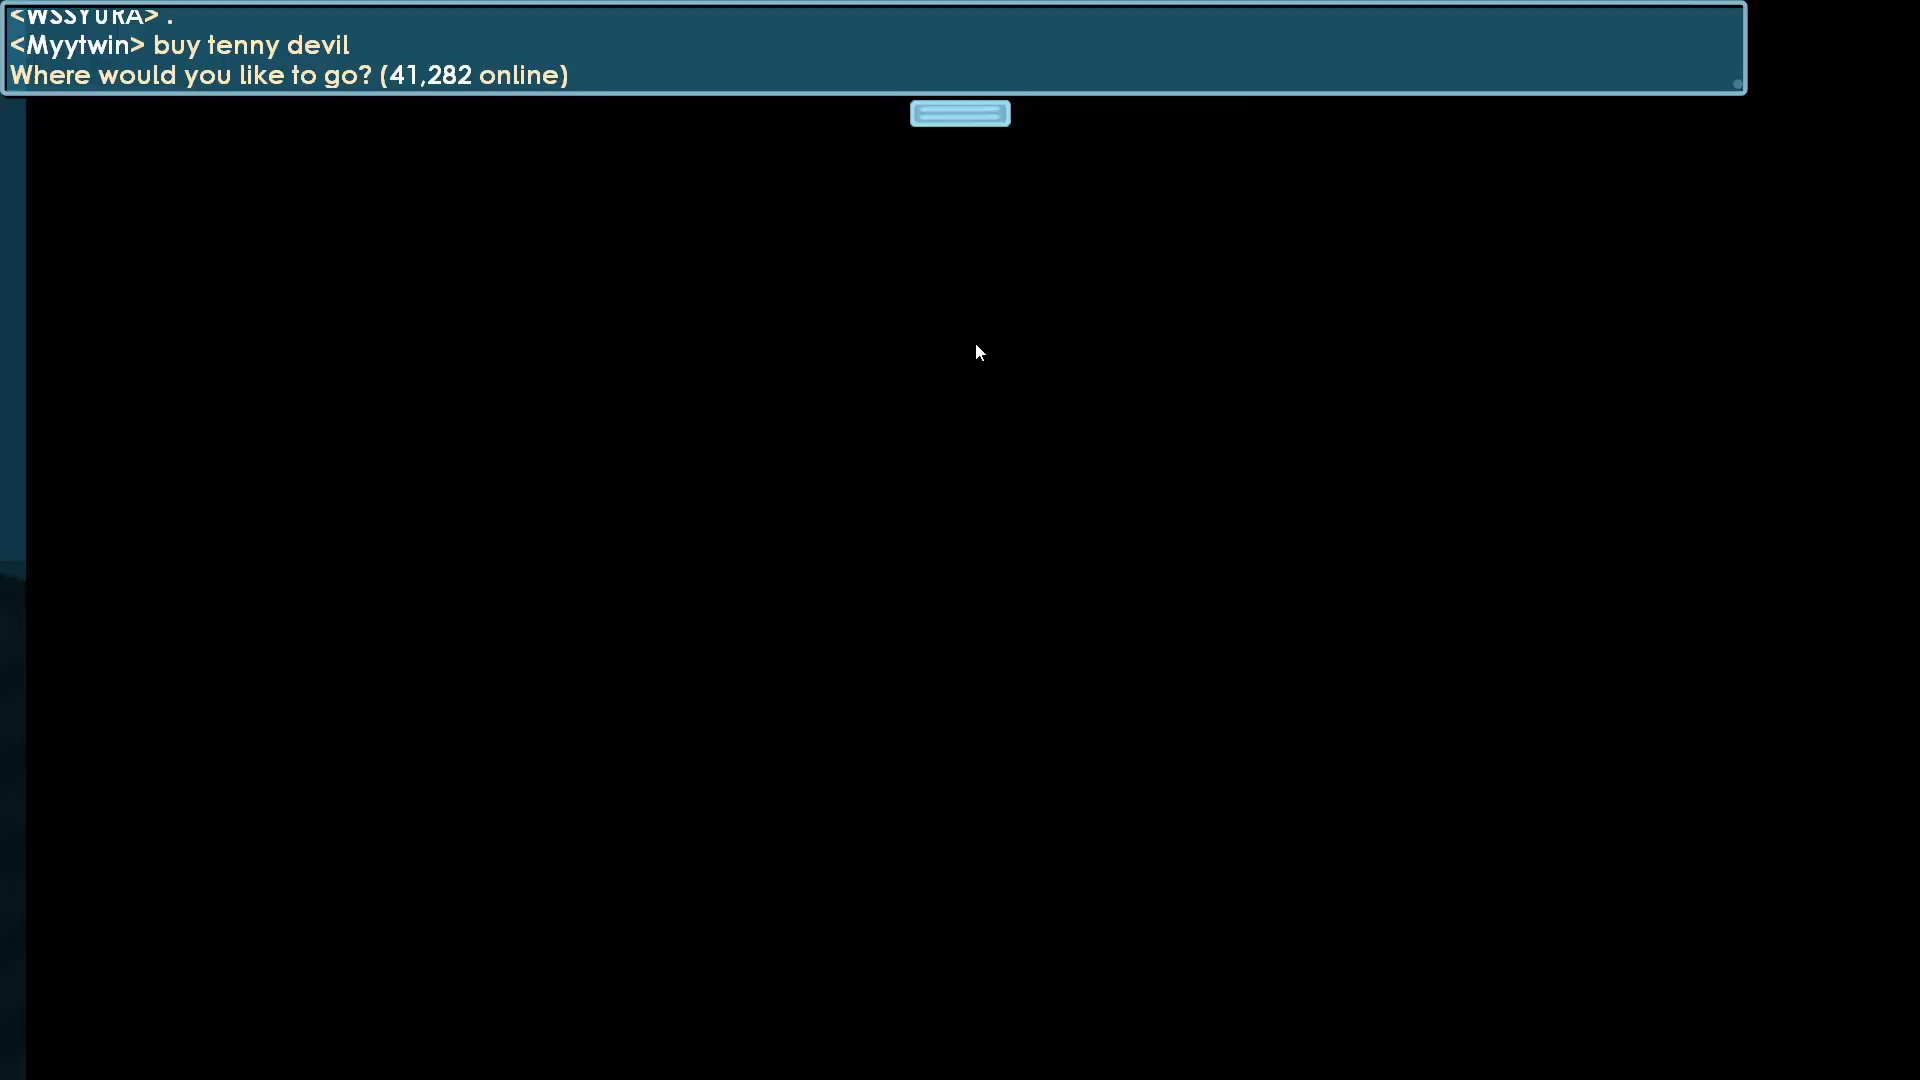 <WSSYURA> .
<Myytwin> buy tenny devil
Where would you like to go? (41,282 online)